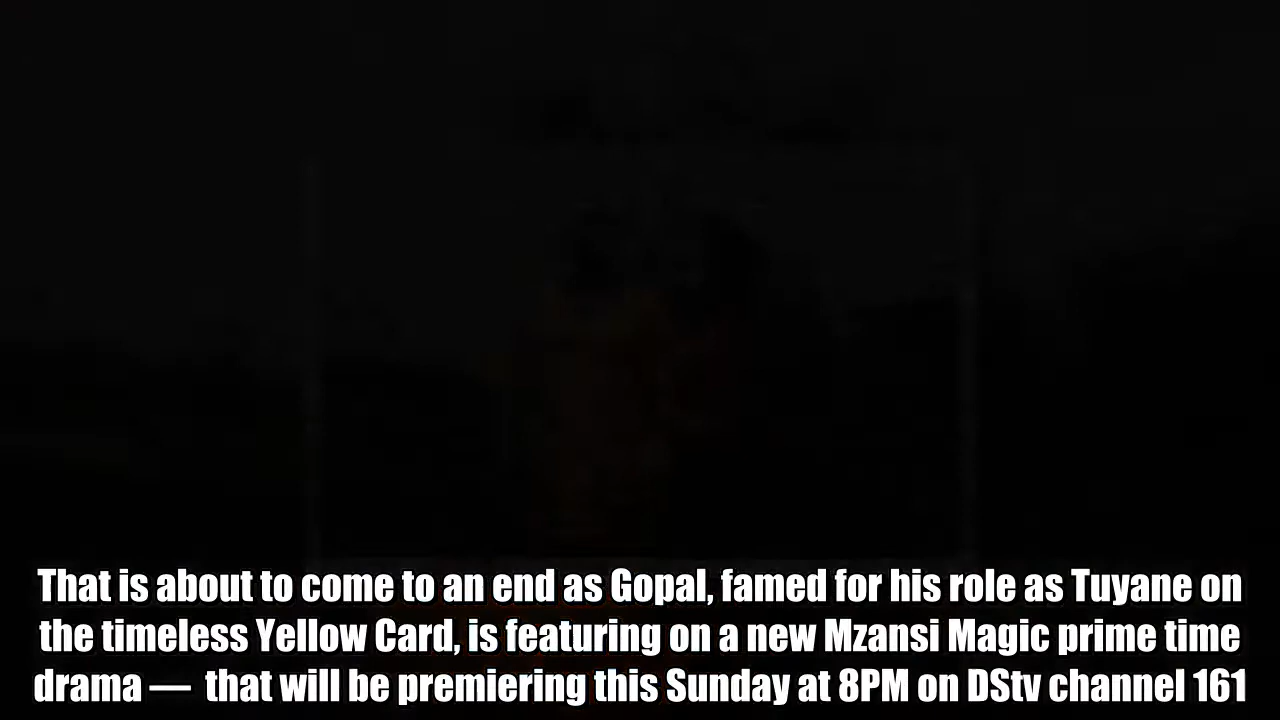 That is about to come to an end as Gopal, famed for his role as Tuyane on
the timeless Yellow Card, is featuring on a new Mzansi Magic prime time
drama — that will be premiering this Sunday at 8PM on DStv channel 161